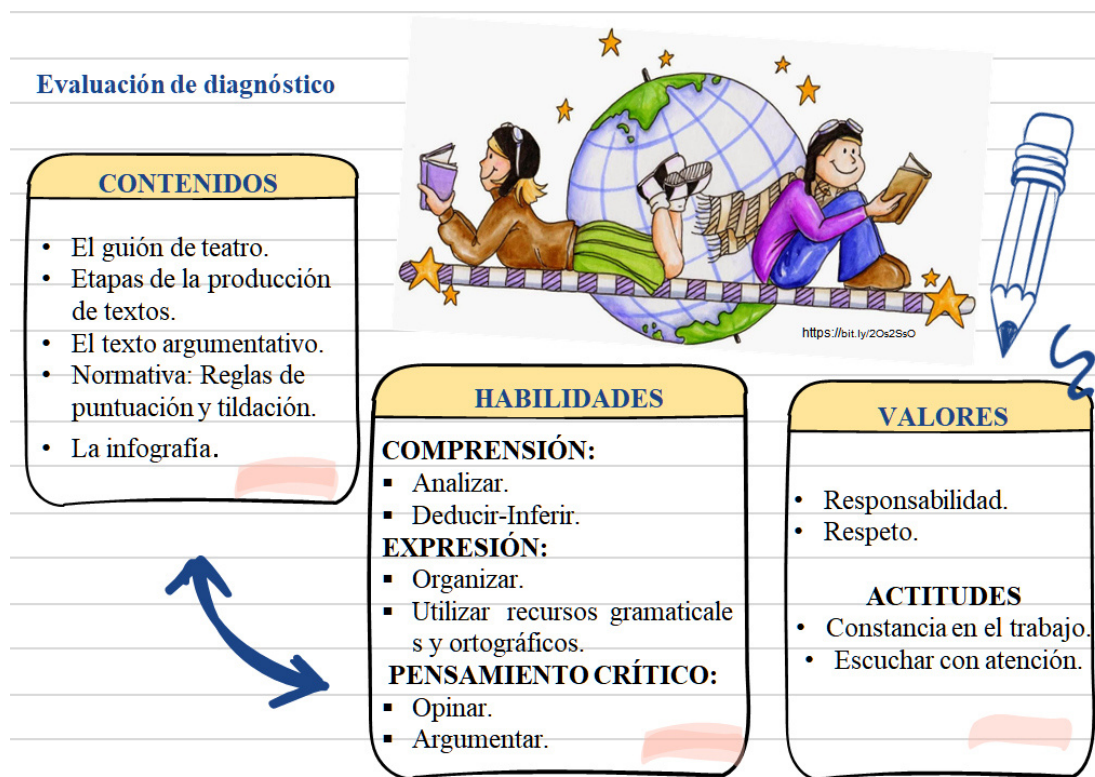 Evaluación de diagnóstico
CONTENIDOS
• El guión de teatro.
• Etapas de la producción
de textos.
• El texto argumentativo.
• Normativa: Reglas de
puntuación y tildación.
• La infografía.
https://bit.ly/2Os2SsO
HABILIDADES
COMPRENSIÓN:
▪ Analizar.
▪ Deducir-Inferir.
EXPRESIÓN:
▪ Organizar.
▪ Utilizar recursos gramaticale
s y ortográficos.
PENSAMIENTO CRÍTICO:
▪ Opinar.
▪ Argumentar.
VALORES
• Responsabilidad.
• Respeto.
ACTITUDES
• Constancia en el trabajo.
• Escuchar con atención.